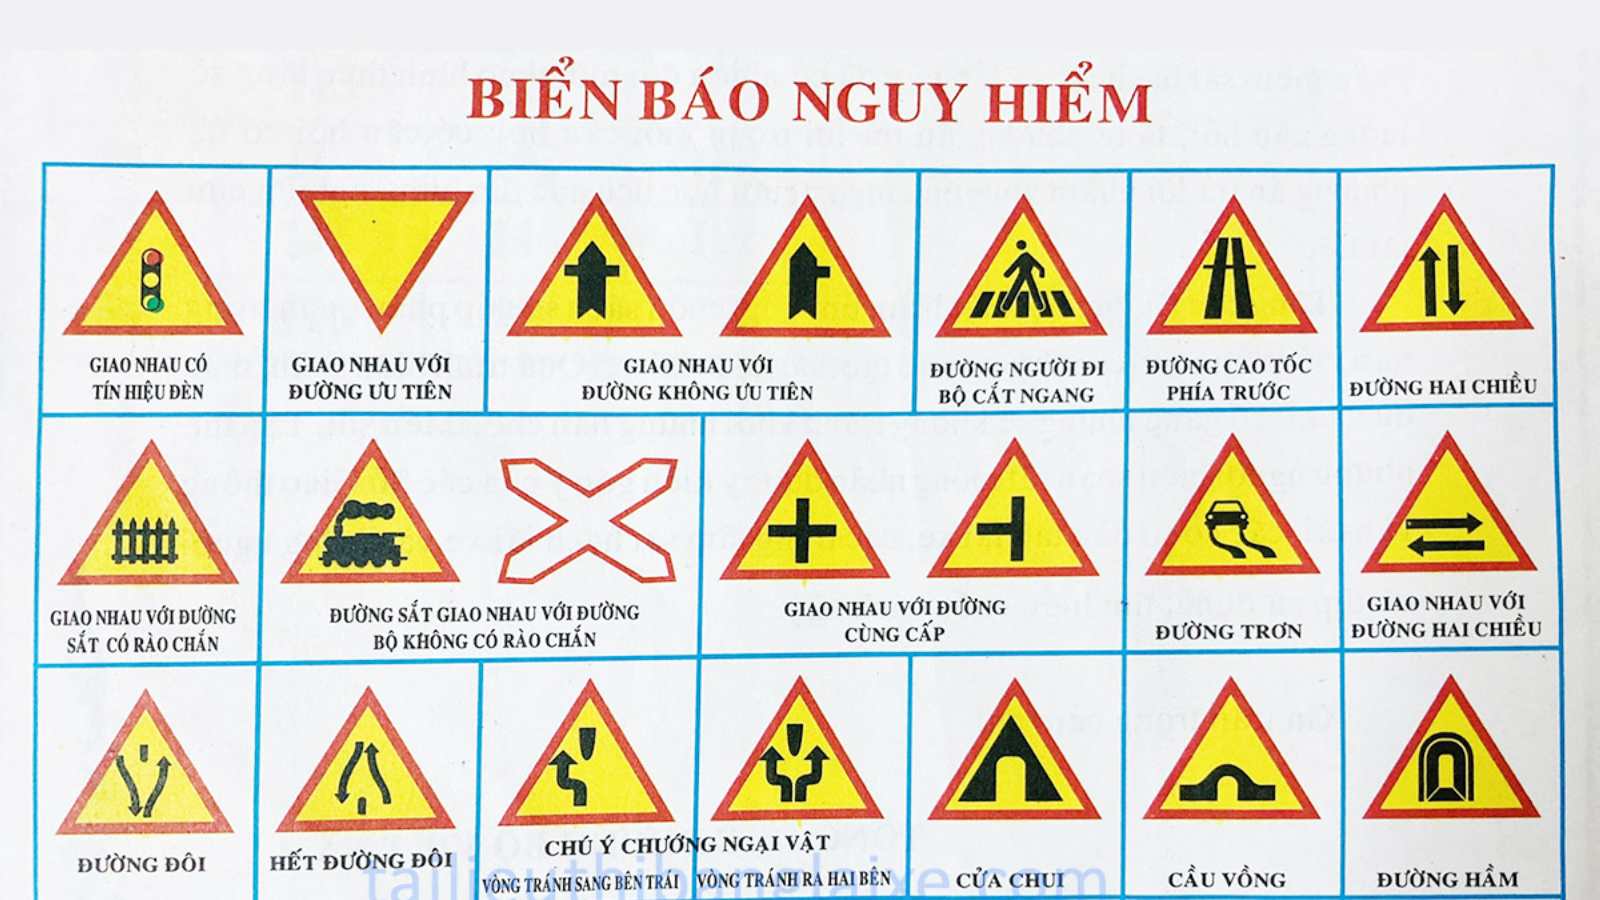 BIỂN BÁO NGUY HIỂM
GIAO NHAU CÓ
TÍN HIỆU ĐÈN
GIAO NHAU VỚI
ĐƯỜNG ƯU TIÊN
GIAO NHAU VỚI
ĐƯỜNG KHÔNG ƯU TIÊN
ĐƯỜNG NGƯỜI ĐI
BỘ CẮT NGANG
ĐƯỜNG CAO TỐC
PHÍA TRƯỚC
ĐƯỜNG HAI CHIỀU
GIAO NHAU VỚI ĐƯỜNG
SẮT CÓ RÀO CHẮN
ĐƯỜNG SẮT GIAO NHAU VỚI ĐƯỜNG
BỘ KHÔNG CÓ RÀO CHẮN
GIAO NHAU VỚI ĐƯỜNG
CÙNG CẤP
ĐƯỜNG TRƠN
GIAO NHAU VỚI
ĐƯỜNG HAI CHIỀU
ĐƯỜNG ĐÔI
HẾT ĐƯỜNG ĐÔI
CHÚ Ý CHƯỚNG NGẠI VẬT
VÒNG TRÁNH SANG BÊN TRÁI
VÒNG TRÁNH RA HAI BÊN
CỬA CHUI
CẦU VỒNG
ĐƯỜNG HẦM
tailieuthibanglaixe.com